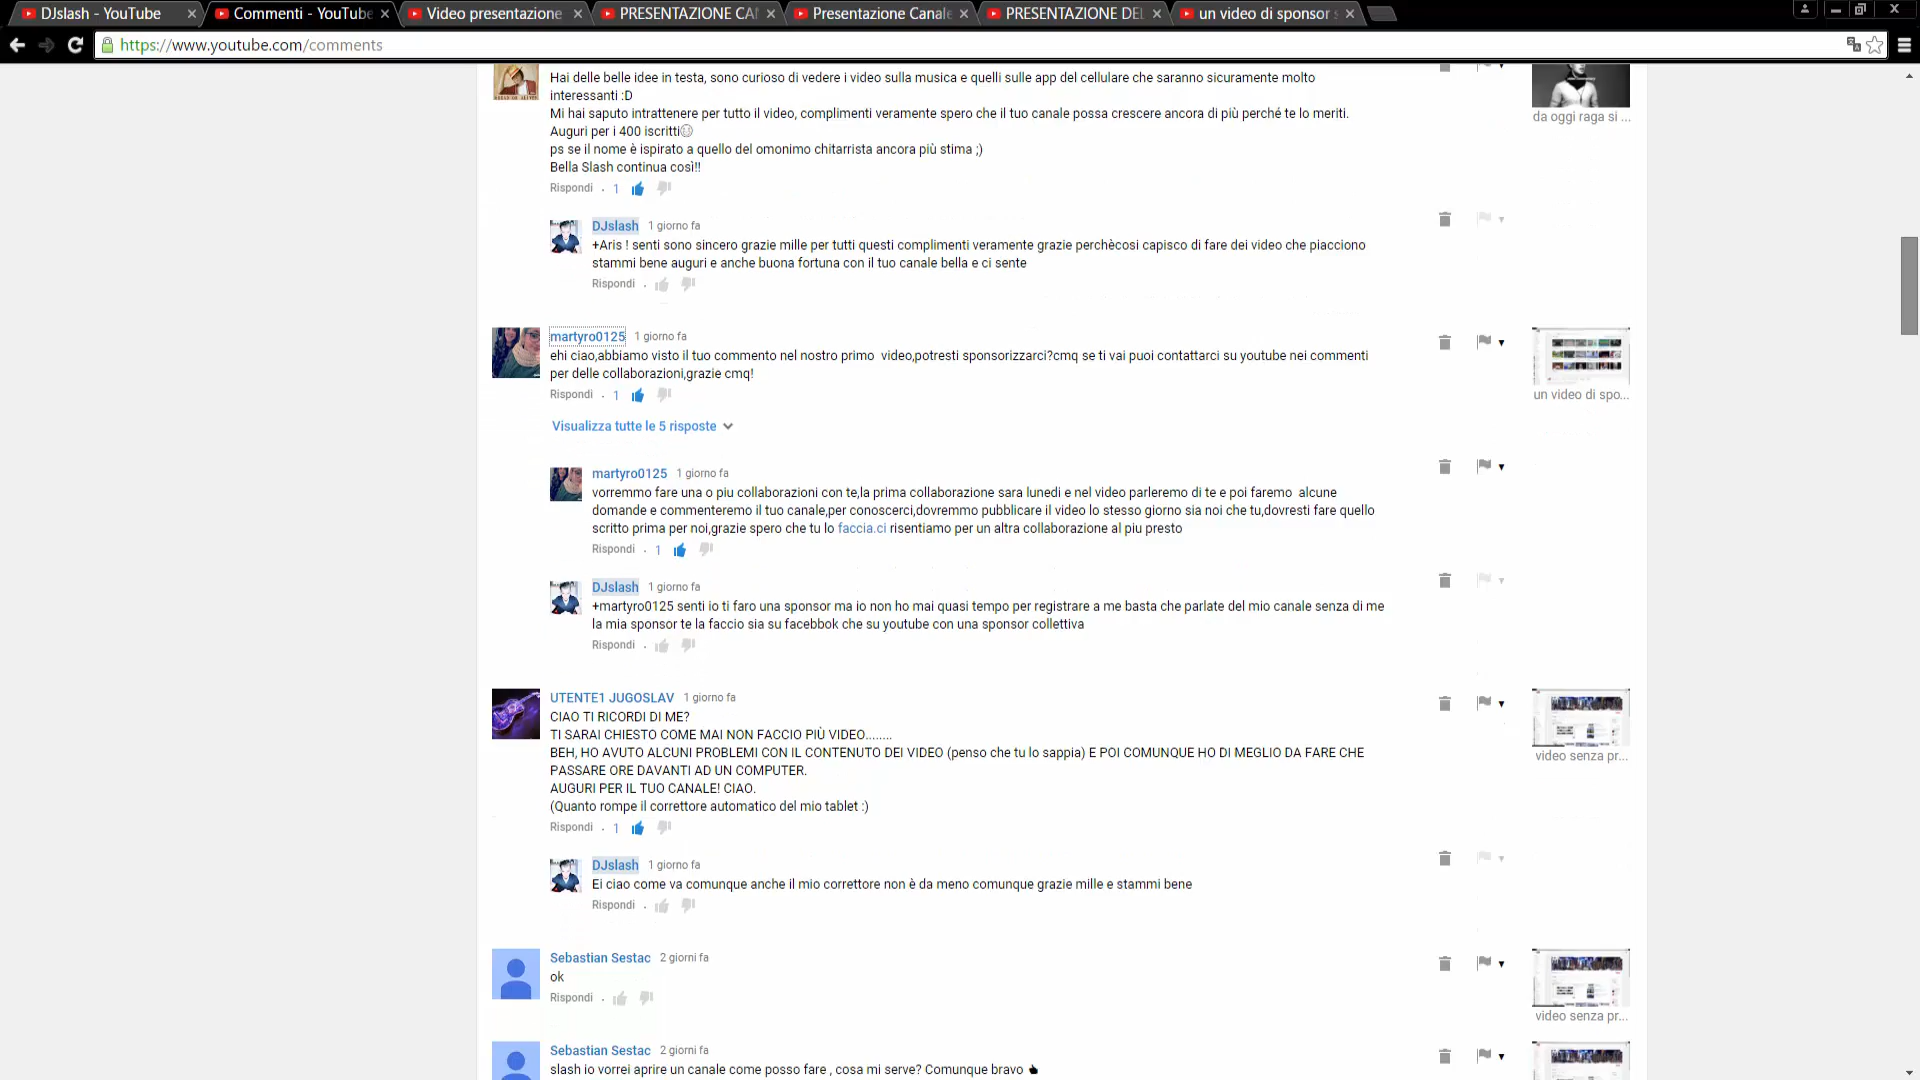 DJslash - YouTube
Commenti - YouTube
Video presentazione
PRESENTAZIONE CA
Presentazione Canale
PRESENTAZIONE DEL
un video di sponsor s
https://www.youtube.com/comments
Hai delle belle idee in testa, sono curioso di vedere i video sulla musica e quelli sulle app del cellulare che saranno sicuramente molto
interessanti :D
Mi hai saputo intrattenere per tutto il video, complimenti veramente spero che il tuo canale possa crescere ancora di più perché te lo meriti.
Auguri per i 400 iscritti
ps se il nome è ispirato a quello del omonimo chitarrista ancora più stima ;)
Bella Slash continua così!!
Rispondi . 1
da oggi raga si ...
DJslash 1 giorno fa
+Aris ! senti sono sincero grazie mille per tutti questi complimenti veramente grazie perchècosi capisco di fare dei video che piacciono
stammi bene auguri e anche buona fortuna con il tuo canale bella e ci sente
Rispondi .
martyro0125 1 giorno fa
ehi ciao,abbiamo visto il tuo commento nel nostro primo  video,potresti sponsorizzarci?cmq se ti vai puoi contattarci su youtube nei commenti
per delle collaborazioni,grazie cmq!
Rispondi . 1
un video di spo...
Visualizza tutte le 5 risposte
martyro0125 1 giorno fa
vorremmo fare una o piu collaborazioni con te,la prima collaborazione sara lunedi e nel video parleremo di te e poi faremo  alcune
domande e commenteremo il tuo canale,per conoscerci,dovremmo pubblicare il video lo stesso giorno sia noi che tu,dovresti fare quello
scritto prima per noi,grazie spero che tu lo faccia.ci risentiamo per un altra collaborazione al piu presto
Rispondi . 1
DJslash 1 giorno fa
+martyro0125 senti io ti faro una sponsor ma io non ho mai quasi tempo per registrare a me basta che parlate del mio canale senza di me
la mia sponsor te la faccio sia su facebbok che su youtube con una sponsor collettiva
Rispondi .
UTENTE1 JUGOSLAV 1 giorno fa
CIAO TI RICORDI DI ME?
TI SARAI CHIESTO COME MAI NON FACCIO PIÙ VIDEO........
BEH, HO AVUTO ALCUNI PROBLEMI CON IL CONTENUTO DEI VIDEO (penso che tu lo sappia) E POI COMUNQUE HO DI MEGLIO DA FARE CHE
PASSARE ORE DAVANTI AD UN COMPUTER.
AUGURI PER IL TUO CANALE! CIAO.
(Quanto rompe il correttore automatico del mio tablet :)
Rispondi . 1
video senza pr...
DJslash 1 giorno fa
Ei ciao come va comunque anche il mio correttore non è da meno comunque grazie mille e stammi bene
Rispondi .
Sebastian Sestac 2 giorni fa
ok
Rispondi .
video senza pr...
Sebastian Sestac 2 giorni fa
slash io vorrei aprire un canale come posso fare , cosa mi serve? Comunque bravo